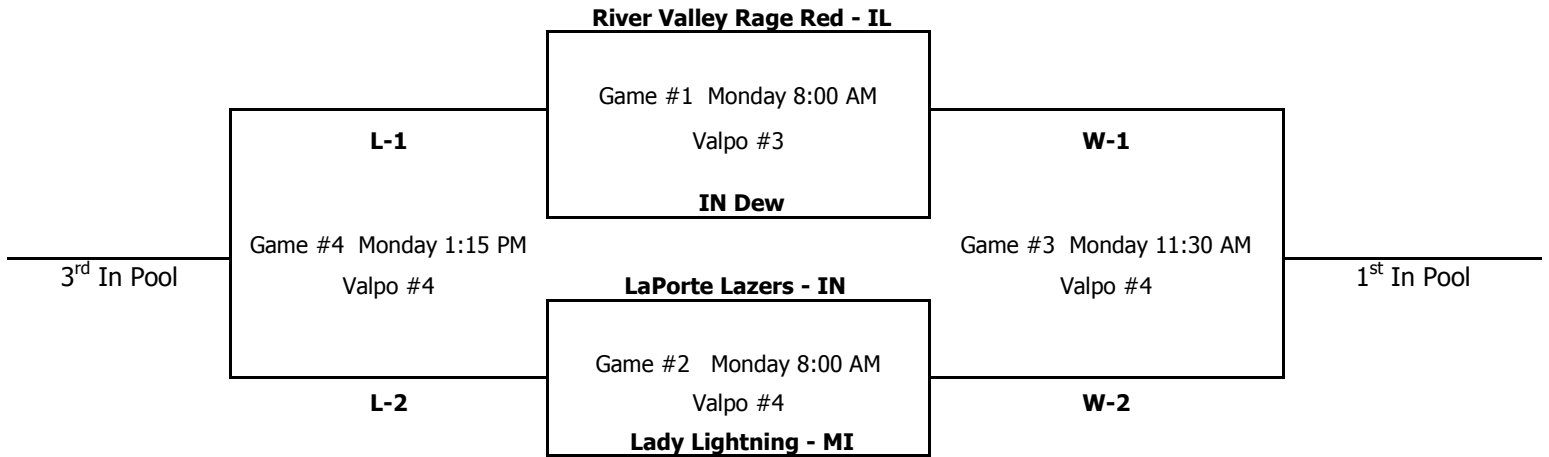 River Valley Rage Red - IL
Game #1 Monday 8:00 AM
L-1
Valpo #3
W-1
IN Dew
Game #4 Monday 1:15 PM
Game #3 Monday 11:30 AM
3rd In Pool
Valpo #4
LaPorte Lazers - IN
Valpo #4
1st In Pool
Game #2 Monday 8:00 AM
L-2
Valpo #4
W-2
Lady Lightning - MI